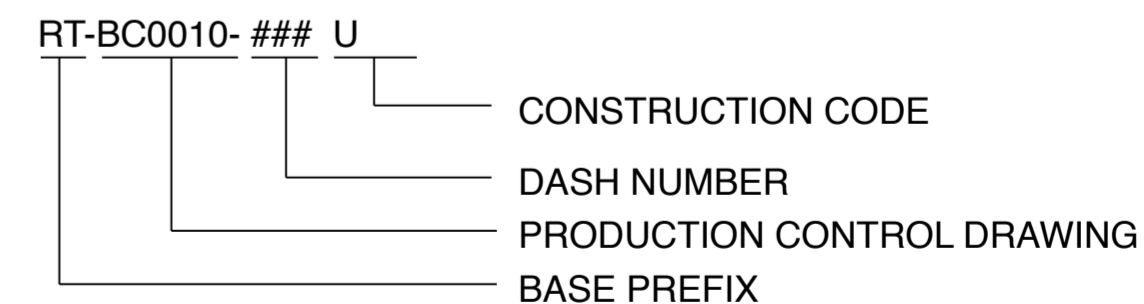 RT-BC0010- ### U
CONSTRUCTION CODE
DASH NUMBER
PRODUCTION CONTROL DRAWING
BASE PREFIX